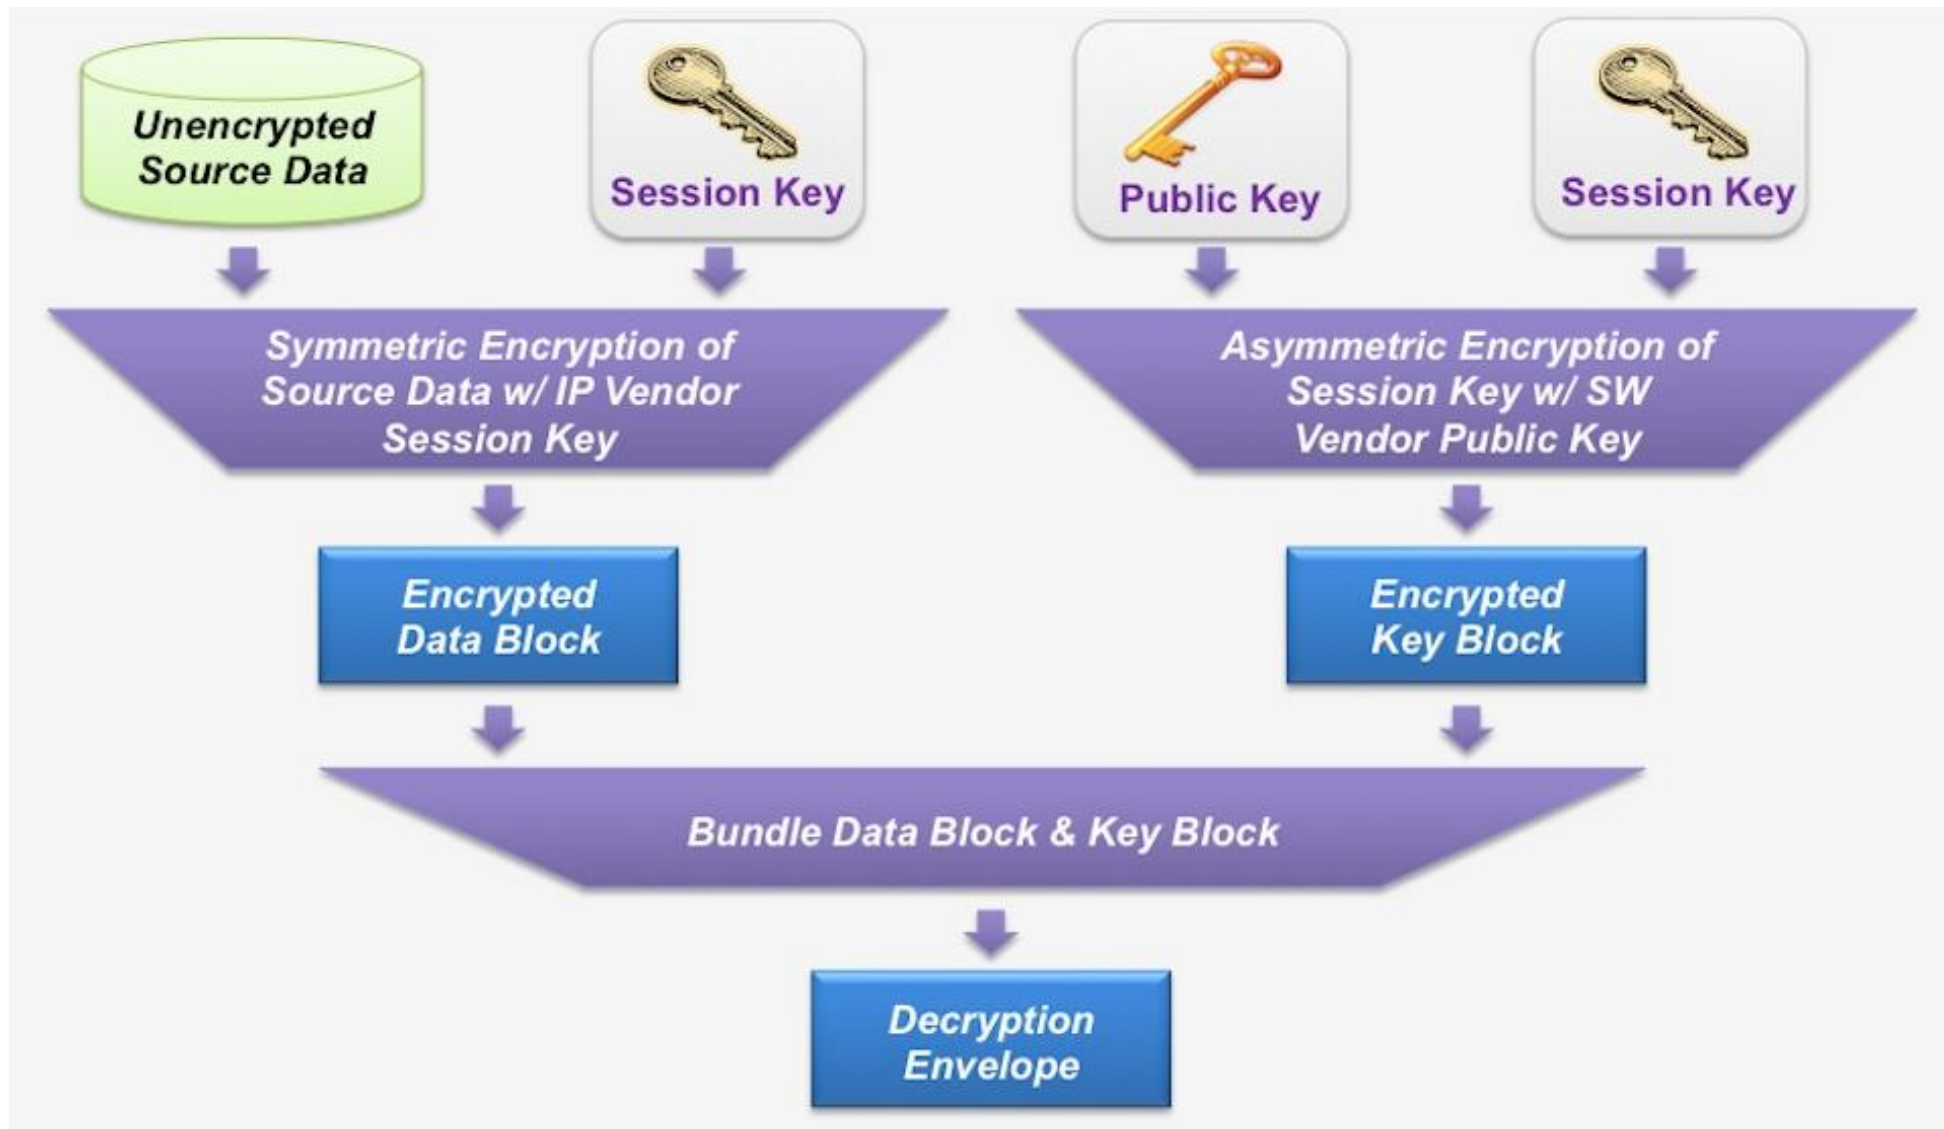 Unencrypted
Source Data
Session Key
Public Key
Session Key
Symmetric Encryption of
Source Data w/ IP Vendor
Session Key
Asymmetric Encryption of
Session Key w/ SW
Vendor Public Key
Encrypted
Data Block
Encrypted
Key Block
Bundle Data Block & Key Block
Decryption
Envelope